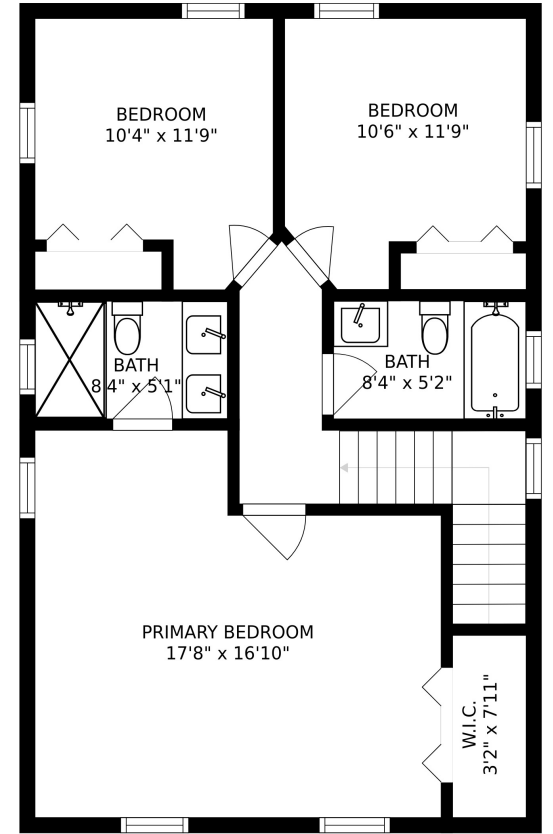 BEDROOM
10'4" x 11'9"
BEDROOM
10'6" x 11'9"
BATH
8'4" x 5'1"
BATH
8'4" x 5'2"
PRIMARY BEDROOM
17'8" x 16'10"
W.I.C.
3'2" x 7'11"